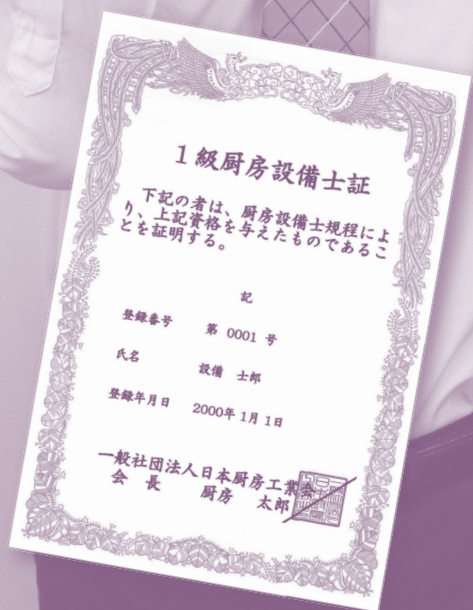 1級厨房設備士証
下記の者は、厨房設備士規程によ
り、上記資格を与えたものであるこ
とを証明する。
記
登録番号 第 0001 号
氏名 設備 士郎
登録年月日 2000年 1月 1日
一般社団法人日本厨房工業会
会 長 厨房 太郎